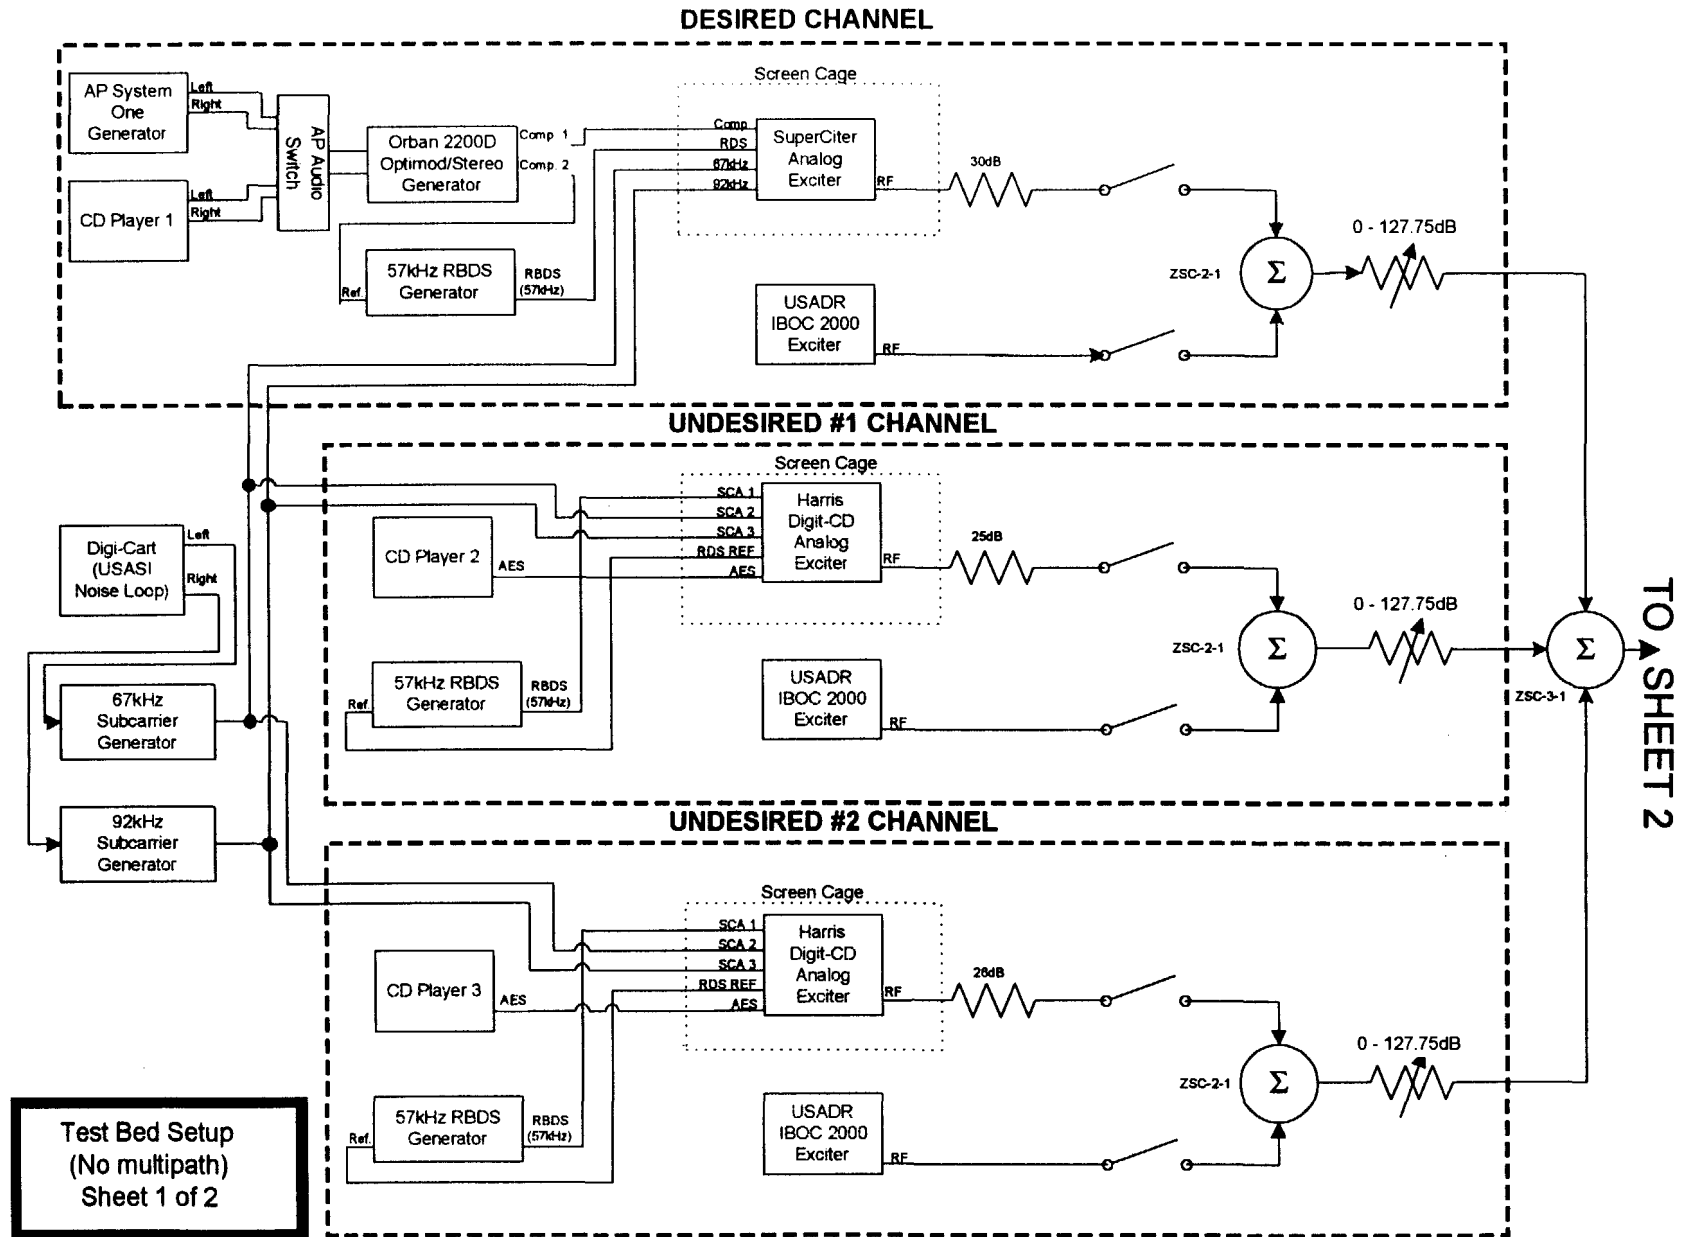 DESIRED CHANNEL
AP System
One
Generator
Left
Right
AP Audio
Switch
CD Player 1
Left
Right
Orban 2200D
Optimod/Stereo
Generator
Comp. 1
Comp. 2
57kHz RBDS
Generator
Ref.
RBDS
(57kHz)
Screen Cage
Comp
RDS
67kHz
92kHz
SuperCiter
Analog
Exciter
RF
30dB
USADR
IBOC 2000
Exciter
RF
ZSC-2-1
Σ
0 - 127.75dB
UNDESIRED #1 CHANNEL
Screen Cage
SCA 1
SCA 2
SCA 3
RDS REF
AES
Harris
Digit-CD
Analog
Exciter
RF
25dB
CD Player 2
AES
57kHz RBDS
Generator
Ref.
RBDS
(57kHz)
USADR
IBOC 2000
Exciter
RF
ZSC-2-1
Σ
0 - 127.75dB
Σ
ZSC-3-1
TO SHEET 2
Digi-Cart
(USASI
Noise Loop)
Left
Right
67kHz
Subcarrier
Generator
92kHz
Subcarrier
Generator
UNDESIRED #2 CHANNEL
Screen Cage
SCA 1
SCA 2
SCA 3
RDS REF
AES
Harris
Digit-CD
Analog
Exciter
RF
26dB
CD Player 3
AES
57kHz RBDS
Generator
Ref.
RBDS
(57kHz)
USADR
IBOC 2000
Exciter
RF
ZSC-2-1
Σ
0 - 127.75dB
Test Bed Setup
(No multipath)
Sheet 1 of 2